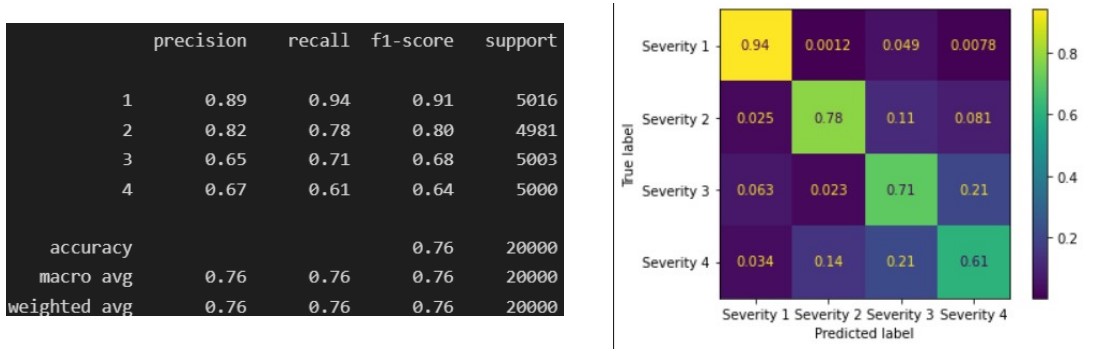 precision recall f1-score support
1 0.89 0.94 0.91 5016
2 0.82 0.78 0.80 4981
3 0.65 0.71 0.68 5003
4 0.67 0.61 0.64 5000
accuracy 0.76 20000
macro avg 0.76 0.76 0.76 20000
weighted avg 0.76 0.76 0.76 20000
True label
Severity 1 0.94 0.0012 0.049 0.0078
Severity 2 0.025 0.78 0.11 0.081
Severity 3 0.063 0.023 0.71 0.21
Severity 4 0.034 0.14 0.21 0.61
Severity 1 Severity 2 Severity 3 Severity 4
Predicted label
0.8
0.6
0.4
0.2